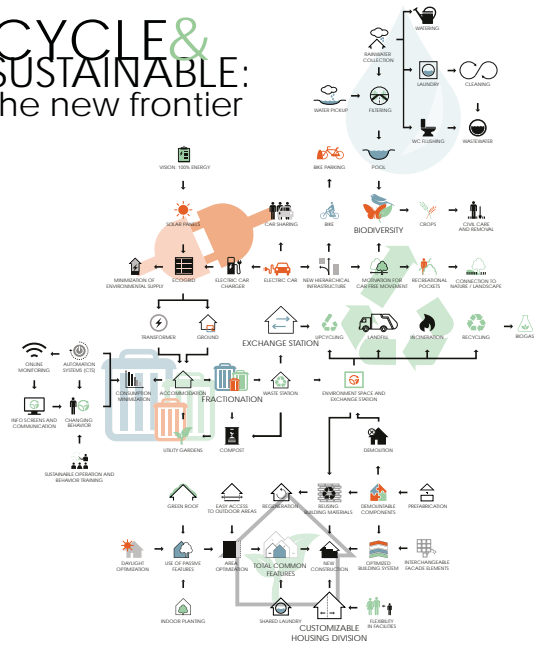 CYCLE&
SUSTAINABLE:
the new frontier
WATERING
RAINWATER
COLLECTION
LAUNDRY
CLEANING
WATER PICKUP
FILTERING
WC FLUSHING
WASTEWATER
VISION: 100% ENERGY
BIKE PARKING
POOL
SOLAR PANELS
CAR SHARING
BIKE
BIODIVERSITY
CROPS
CIVIL CARE
AND REMOVAL
MINIMIZATION OF
ENVIRONMENTAL SUPPLY
ECOGRID
ELECTRIC CAR
CHARGER
ELECTRIC CAR
NEW HIERARCHICAL
INFRASTRUCTURE
MOTIVATION FOR
CAR FREE MOVEMENT
RECREATIONAL
POCKETS
CONNECTION TO
NATURE / LANDSCAPE
TRANSFORMER
GROUND
EXCHANGE STATION
UPCYCLING
LANDFILL
INCINERATION
RECYCLING
BIOGAS
ONLINE
MONITORING
AUTOMATION
SYSTEMS (CTS)
CONSUMPTION
MINIMIZATION
ACCOMMODATION
FRACTIONATION
WASTE STATION
ENVIRONMENT SPACE AND
EXCHANGE STATION
INFO SCREENS AND
COMMUNICATION
CHANGING
BEHAVIOR
UTILITY GARDENS
COMPOST
DEMOLITION
SUSTAINABLE OPERATION AND
BEHAVIOR TRAINING
GREEN ROOF
EASY ACCESS
TO OUTDOOR AREAS
REGENERATION
REUSING
BUILDING MATERIALS
DEMOUNTABLE
COMPONENTS
PREFABRICATION
DAYLIGHT
OPTIMIZATION
USE OF PASSIVE
FEATURES
AREA
OPTIMIZATION
TOTAL COMMON
FEATURES
NEW
CONSTRUCTION
OPTIMIZED
BUILDING SYSTEM
INTERCHANGEABLE
FACADE ELEMENTS
INDOOR PLANTING
SHARED LAUNDRY
CUSTOMIZABLE
HOUSING DIVISION
FLEXIBILITY
IN FACILITIES